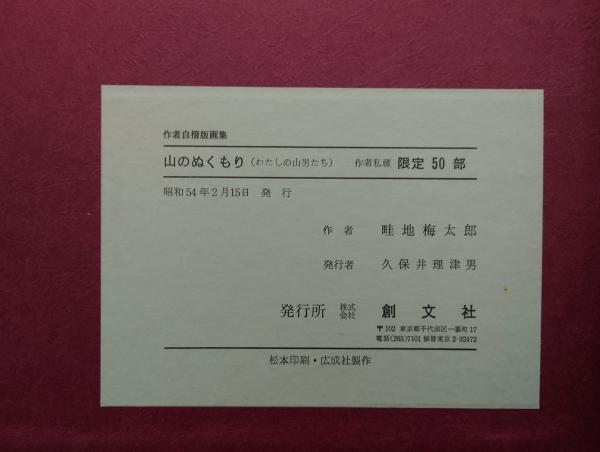 作者自摺版画集
山のぬくもり（わたしの山男たち） 作者私蔵 限定 50 部
昭和54年2月15日 発 行
作 者 畦地梅太郎
発行者 久保井理津男
発行所 株式会社 創文社
〒102 東京都千代田区一番町17
電話(263)7101 振替東京2-92472
松本印刷・広成社製作